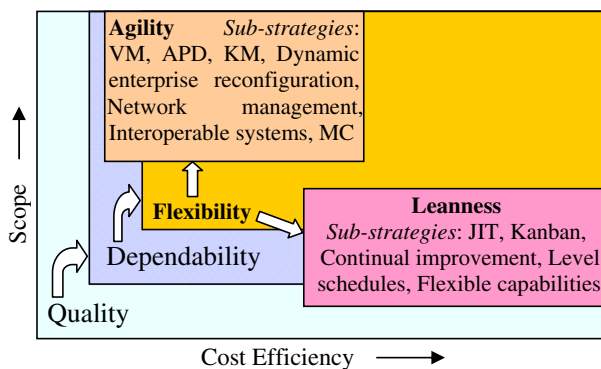 Agility Sub-strategies:
VM, APD, KM, Dynamic
enterprise reconfiguration,
Network management,
Interoperable systems, MC
Scope
Flexibility
Leanness
Sub-strategies: JIT, Kanban,
Continual improvement, Level
schedules, Flexible capabilities
Dependability
Quality
Cost Efficiency